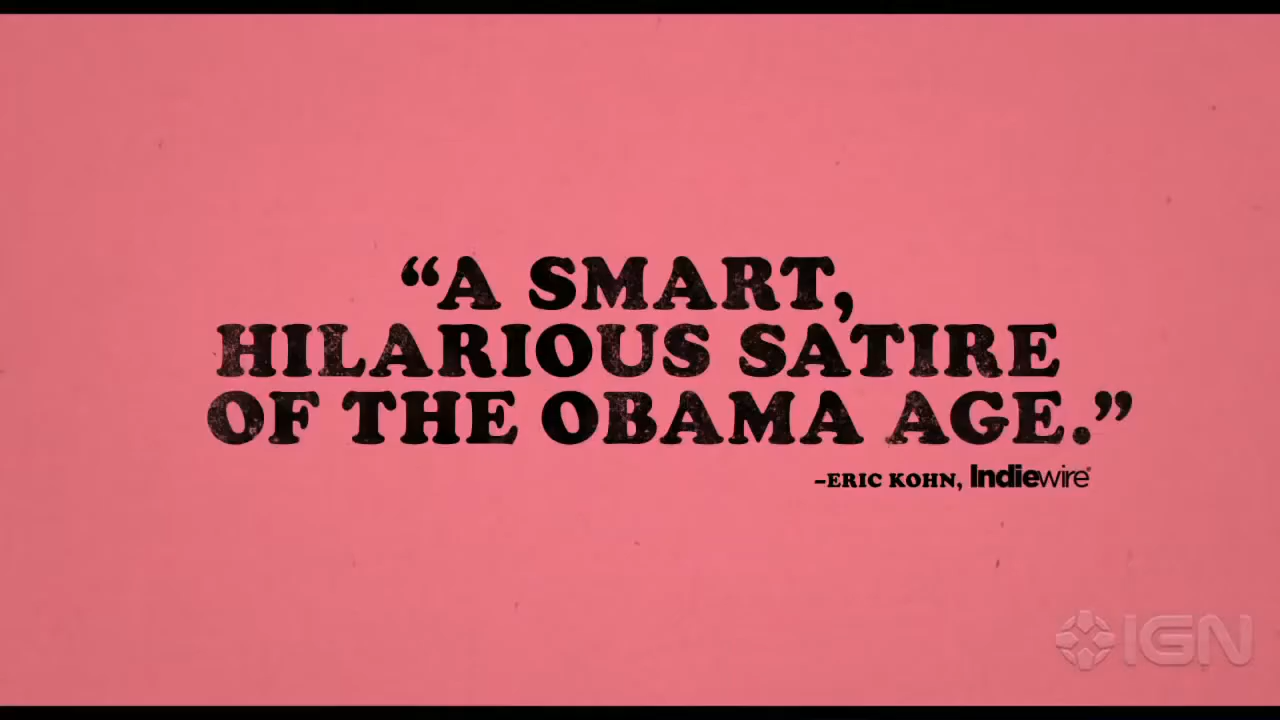 “A SMART,
HILARIOUS SATIRE
OF THE OBAMA AGE.”
–ERIC KOHN, Indiewire
IGN